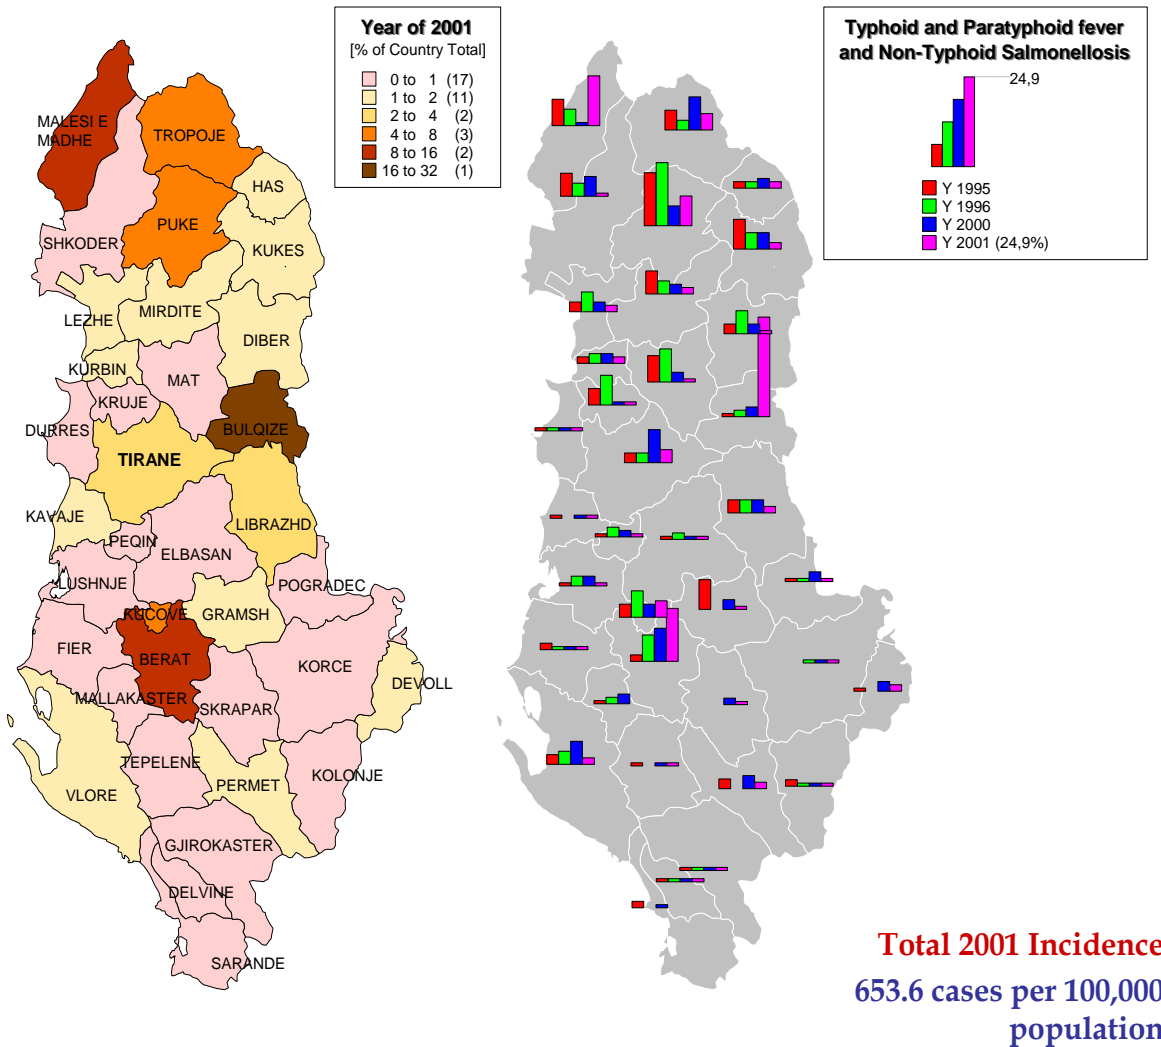 Year of 2001
[% of Country Total]
0 to 1 (17)
1 to 2 (11)
2 to 4 (2)
4 to 8 (3)
8 to 16 (2)
16 to 32 (1)
Typhoid and Paratyphoid fever
and Non-Typhoid Salmonellosis
24,9
Y 1995
Y 1996
Y 2000
Y 2001 (24,9%)
MALESI E
MADHE
TROPOJE
HAS
PUKE
SHKODER
KUKES
LEZHE
MIRDITE
DIBER
KURBIN
MAT
KRUJE
DURRES
BULQIZE
TIRANE
KAVAJE
LIBRAZHD
PEQIN
ELBASAN
LUSHNJE
POGRADEC
KUCOVE
GRAMSH
FIER
BERAT
KORCE
DEVOLL
MALLAKASTER
SKRAPAR
TEPELENE
KOLONJE
PERMET
VLORE
GJIROKASTER
DELVINE
SARANDE
Total 2001 Incidence
653.6 cases per 100,000
population